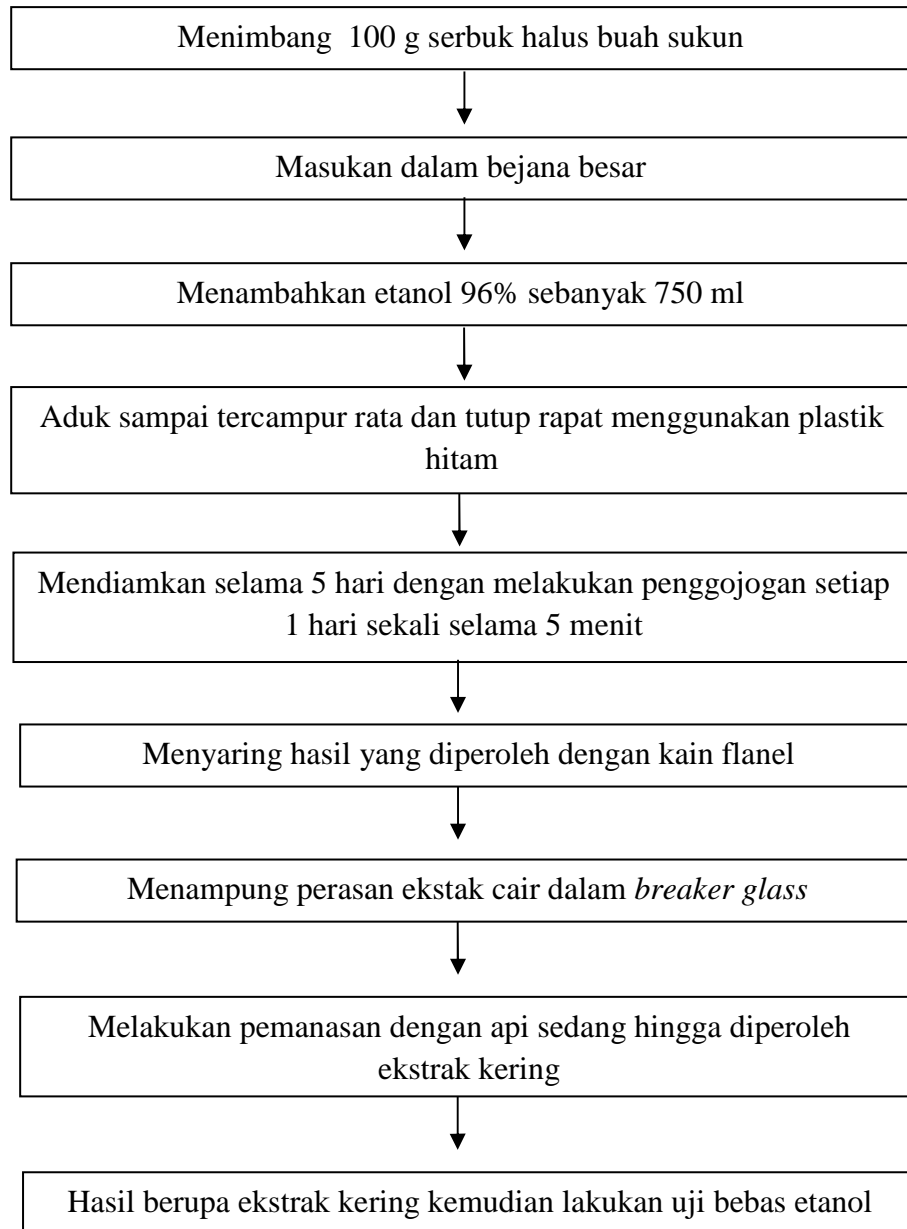 Menimbang 100 g serbuk halus buah sukun
Masukan dalam bejana besar
Menambahkan etanol 96% sebanyak 750 ml
Aduk sampai tercampur rata dan tutup rapat menggunakan plastik
hitam
Mendiamkan selama 5 hari dengan melakukan penggojogan setiap
1 hari sekali selama 5 menit
Menyaring hasil yang diperoleh dengan kain flanel
Menampung perasan ekstak cair dalam breaker glass
Melakukan pemanasan dengan api sedang hingga diperoleh
ekstrak kering
Hasil berupa ekstrak kering kemudian lakukan uji bebas etanol